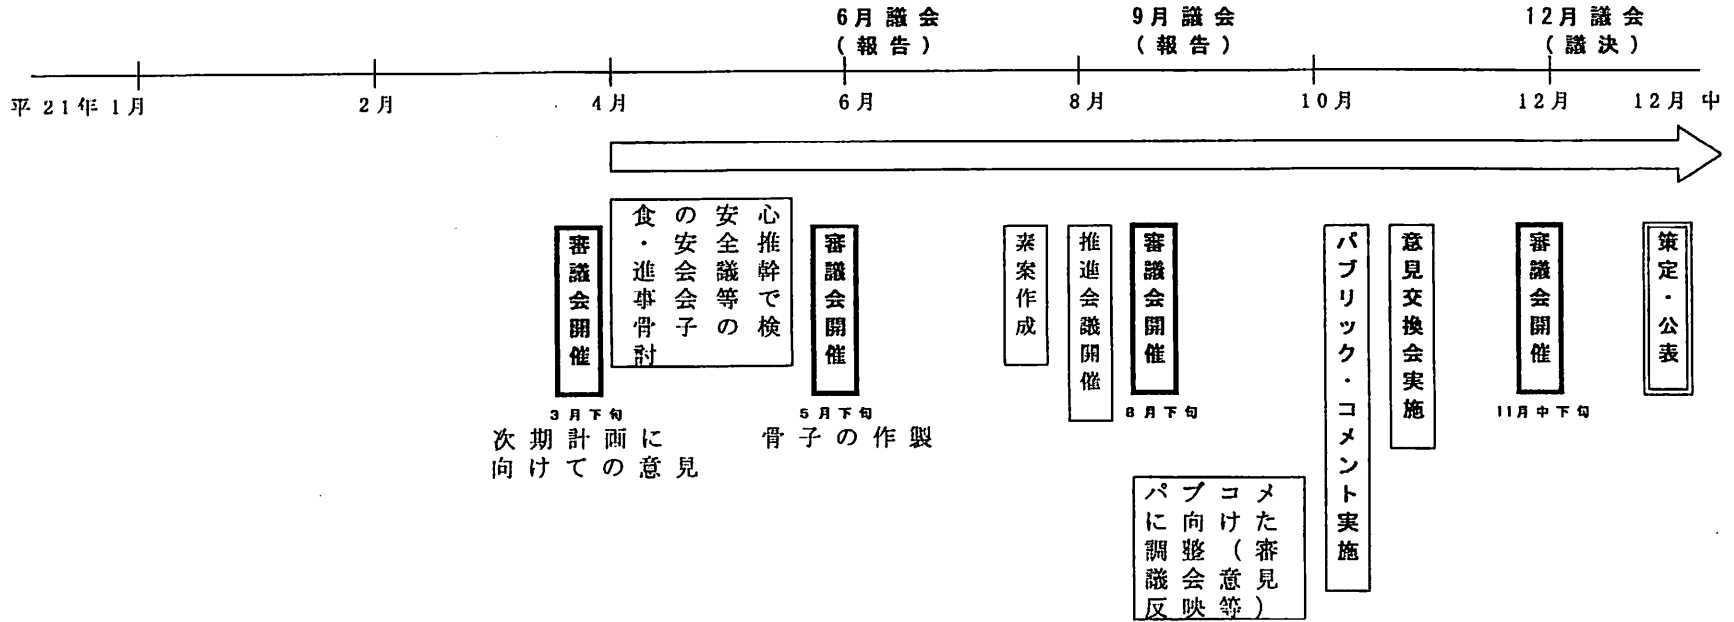 6月議会
(報告)
9月議会
(報告)
12月議会
(議決)
平21年1月
2月
4月
6月
8月
10月
12月
12月中
審議会開催
3月下旬
次期計画に
向けての意見
食の安心
・安全推
進会議幹
事会等で
骨子の検
討
審議会開催
5月下旬
骨子の作製
素案作成
推進会議開催
審議会開催
8月下旬
パブコメ
に向けた
調整(審
議会意見
反映等)
パブリック・コメント実施
意見交換会実施
審議会開催
11月中下旬
策定・公表